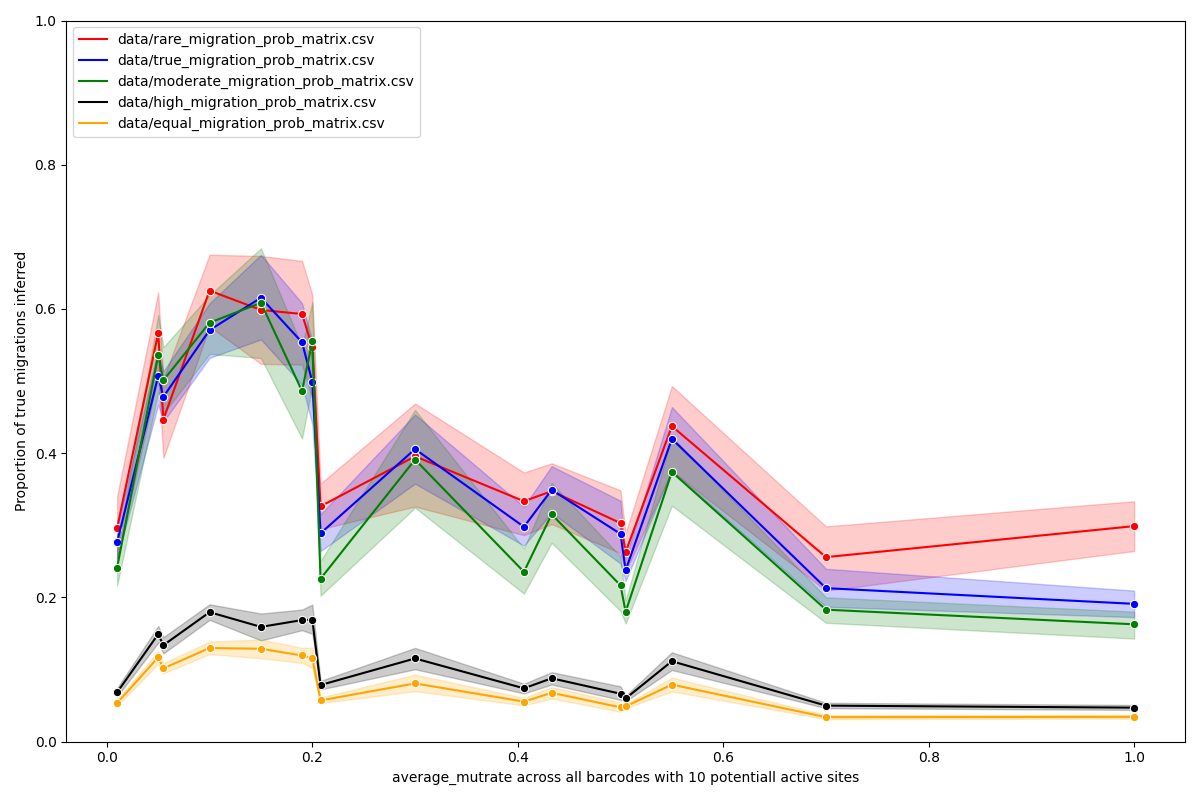 data/rare_migration_prob_matrix.csv
data/true_migration_prob_matrix.csv
data/moderate_migration_prob_matrix.csv
data/high_migration_prob_matrix.csv
data/equal_migration_prob_matrix.csv
1.0
0.8
0.6
0.4
0.2
0.0
Proportion of true migrations inferred
0.0 0.2 0.4 0.6 0.8 1.0
average_mutrate across all barcodes with 10 potentiall active sites